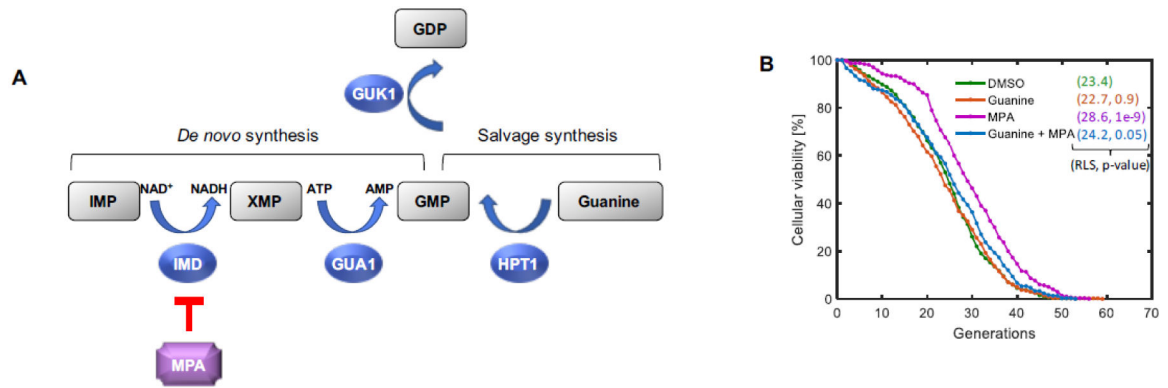 A
GDP
GUK1
De novo synthesis
Salvage synthesis
IMP
NAD⁺
NADH
XMP
ATP
AMP
GMP
Guanine
IMD
GUA1
HPT1
MPA
B
Cellular viability [%]
100
80
60
40
20
0
0 10 20 30 40 50 60 70
Generations
DMSO (23.4)
Guanine (22.7, 0.9)
MPA (28.6, 1e-9)
Guanine + MPA (24.2, 0.05)
(RLS, p-value)